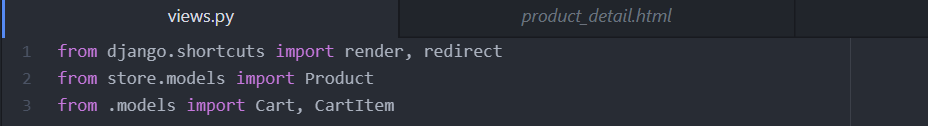 views.py
product_detail.html
1 from django.shortcuts import render, redirect
2 from store.models import Product
3 from .models import Cart, CartItem